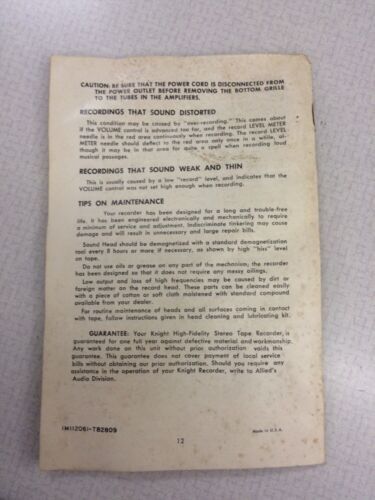 CAUTION: BE SURE THAT THE POWER CORD IS DISCONNECTED FROM
THE POWER OUTLET BEFORE REMOVING THE BOTTOM GRILLE
TO THE TUBES IN THE AMPLIFIERS.
RECORDINGS THAT SOUND DISTORTED
This condition may be caused by "over-recording." This comes about
if the VOLUME control is advanced too far, and the record LEVEL METER
needle is in the red area continuously when recording. The record LEVEL
METER needle should deflect to the red area only once in a while, al-
though it may be in that area for quite a spell when recording loud
musical passages.
RECORDINGS THAT SOUND WEAK AND THIN
This is usually caused by a low "record" level, and indicates that the
VOLUME control was not set high enough when recording.
TIPS ON MAINTENANCE
Your recorder has been designed for a long and trouble-free
life. It has been engineered electronically and mechanically to require
a minimum of service and adjustment. Indiscriminate tinkering may cause
damage and will result in unnecessary and large repair bills.
Sound Head should be demagnetized with a standard demagnetization
tool every 8 hours or more if necessary, as shown by high "hiss" level
on tape.
Do not use oils or grease on any part of the mechanism; the recorder
has been designed so that it does not require any messy oilings.
Low output and loss of high frequencies may be caused by dirt or
foreign matter on the record head. These parts can be cleaned easily
with a piece of cotton or soft cloth moistened with standard compound
available from your dealer.
For routine maintenance of heads and all surfaces coming in contact
with tape, follow instructions given in head cleaning and lubricating kit.
GUARANTEE: Your Knight High-Fidelity Stereo Tape Recorder, is
guaranteed for one full year against defective material and workmanship.
Any work done on this unit without prior authorization voids this
guarantee. This guarantee does not cover payment of local service
bills without obtaining our prior authorization. Should you require any
assistance in the operation of your Knight Recorder, write to Allied's
Audio Division.
IM112061-T82809
Made in U.S.A.
12